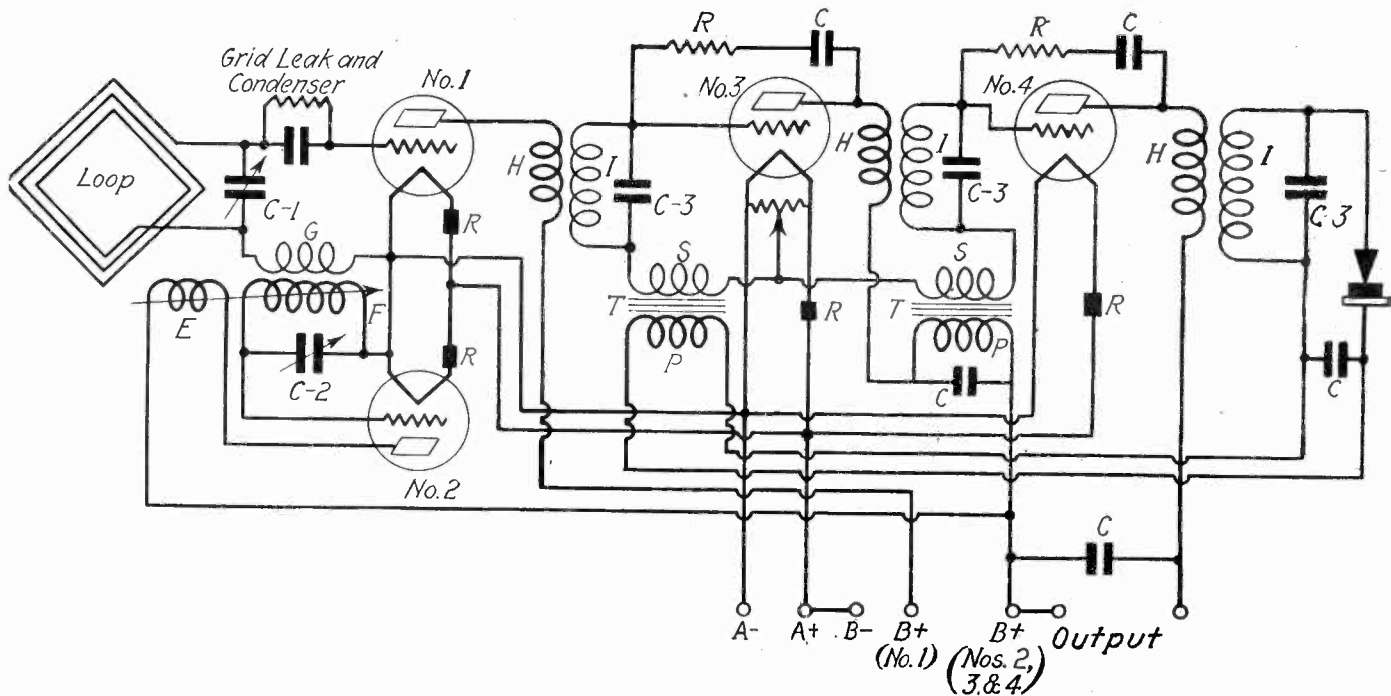 Grid Leak and
Condenser
No. 1
Loop
C-1
R
G
E
F
C-2
R
No. 2
H
I
R
C
No. 3
C-3
S
T
P
R
H
I
C-3
S
T
P
C
R
C
No. 4
R
H
I
C-3
C
C
A-
A+
B-
B+
(No. 1)
B+
(Nos. 2,
3 & 4)
Output